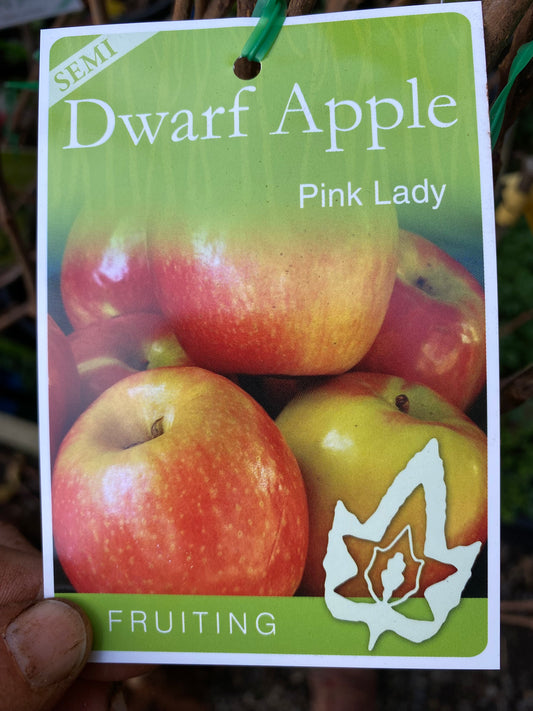 SEMI
Dwarf Apple
Pink Lady
FRUITING